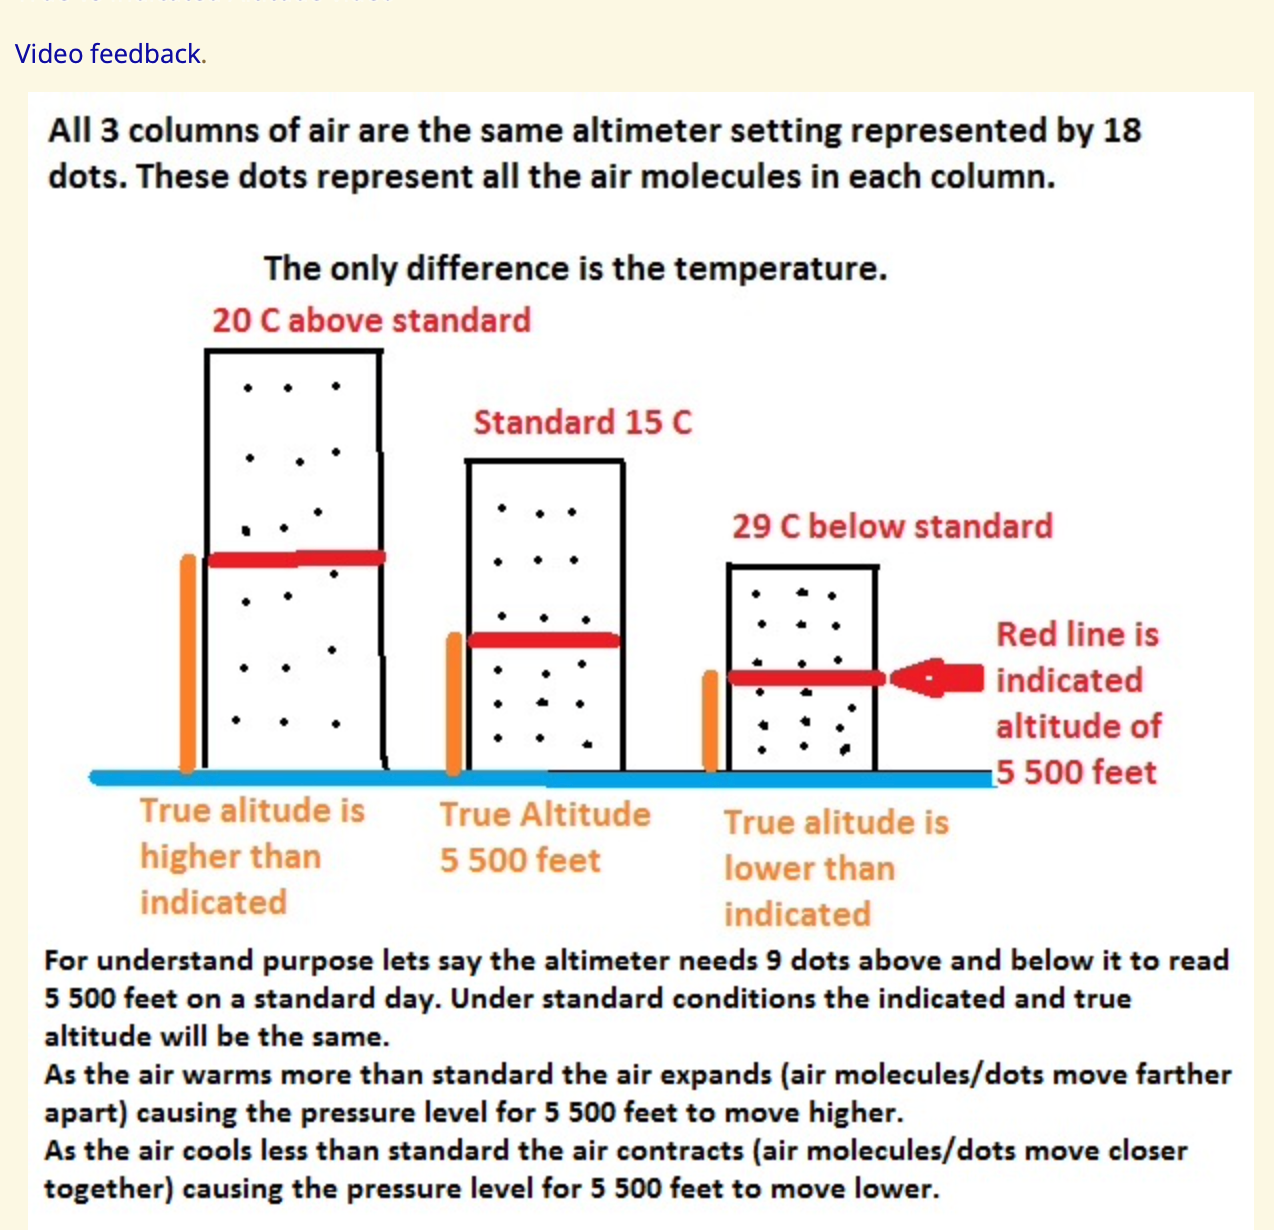 Video feedback.
All 3 columns of air are the same altimeter setting represented by 18
dots. These dots represent all the air molecules in each column.
The only difference is the temperature.
20 C above standard
Standard 15 C
29 C below standard
Red line is
indicated
altitude of
5 500 feet
True alitude is
higher than
indicated
True Altitude
5 500 feet
True alitude is
lower than
indicated
For understand purpose lets say the altimeter needs 9 dots above and below it to read
5 500 feet on a standard day. Under standard conditions the indicated and true
altitude will be the same.
As the air warms more than standard the air expands (air molecules/dots move farther
apart) causing the pressure level for 5 500 feet to move higher.
As the air cools less than standard the air contracts (air molecules/dots move closer
together) causing the pressure level for 5 500 feet to move lower.